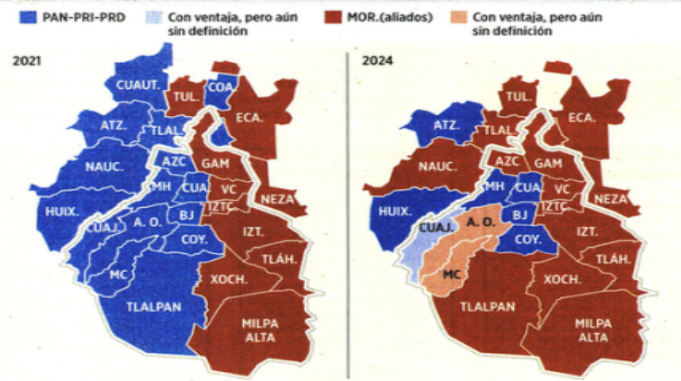 PAN-PRI-PRD
Con ventaja, pero aún
sin definición
MOR.(aliados)
Con ventaja, pero aún
sin definición
2021
CUAUT.
TUL.
COA.
ATZ.
TLAL.
ECA.
NAUC.
AZC
GAM
MH
CUA
VC
NEZA
HUIX.
IZTC.
CUAJ.
A. O.
BJ
IZT.
COY.
TLÁH.
MC
XOCH.
TLALPAN
MILPA
ALTA
2024
TUL.
ATZ.
TLAL.
ECA.
NAUC.
AZC
GAM
MH
CUA
VC
NEZA
HUIX.
IZTC.
CUAJ.
A. O.
BJ
IZT.
COY.
TLÁH.
MC
XOCH.
TLALPAN
MILPA
ALTA